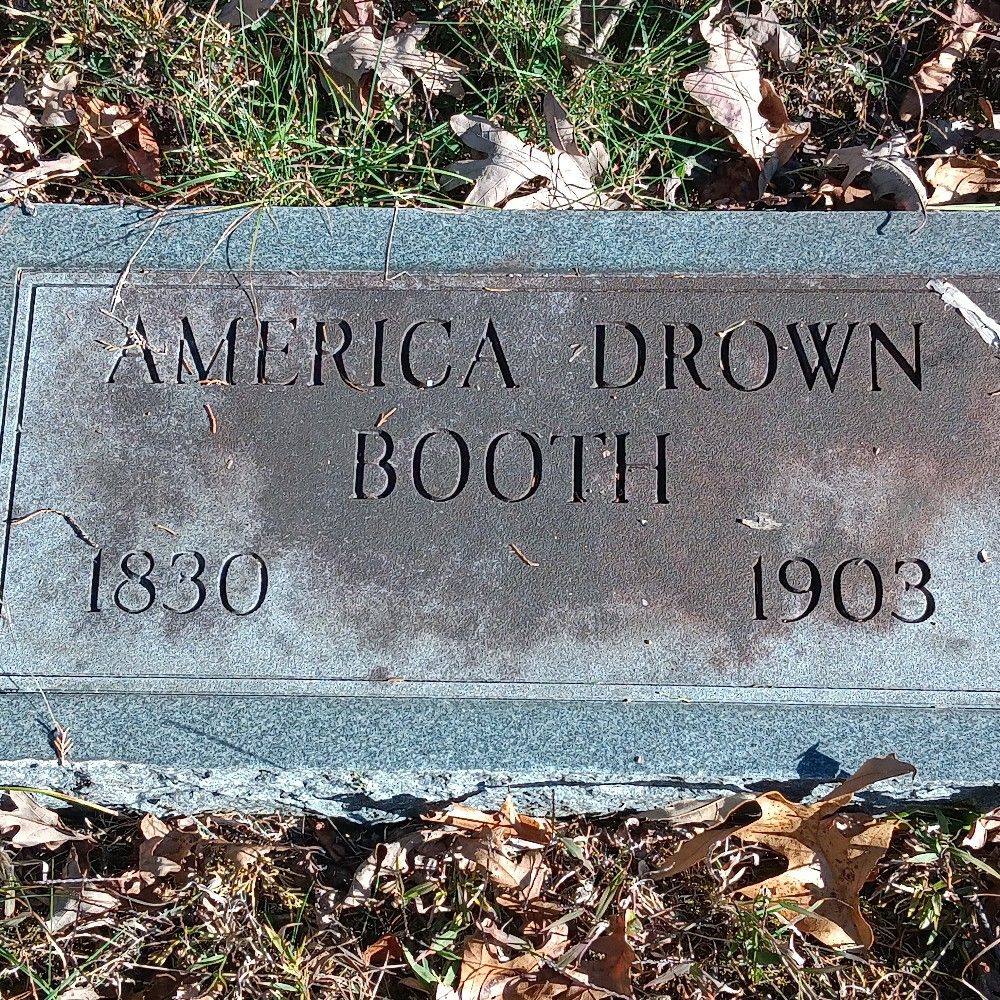 AMERICA DROWN
BOOTH
1830 1903